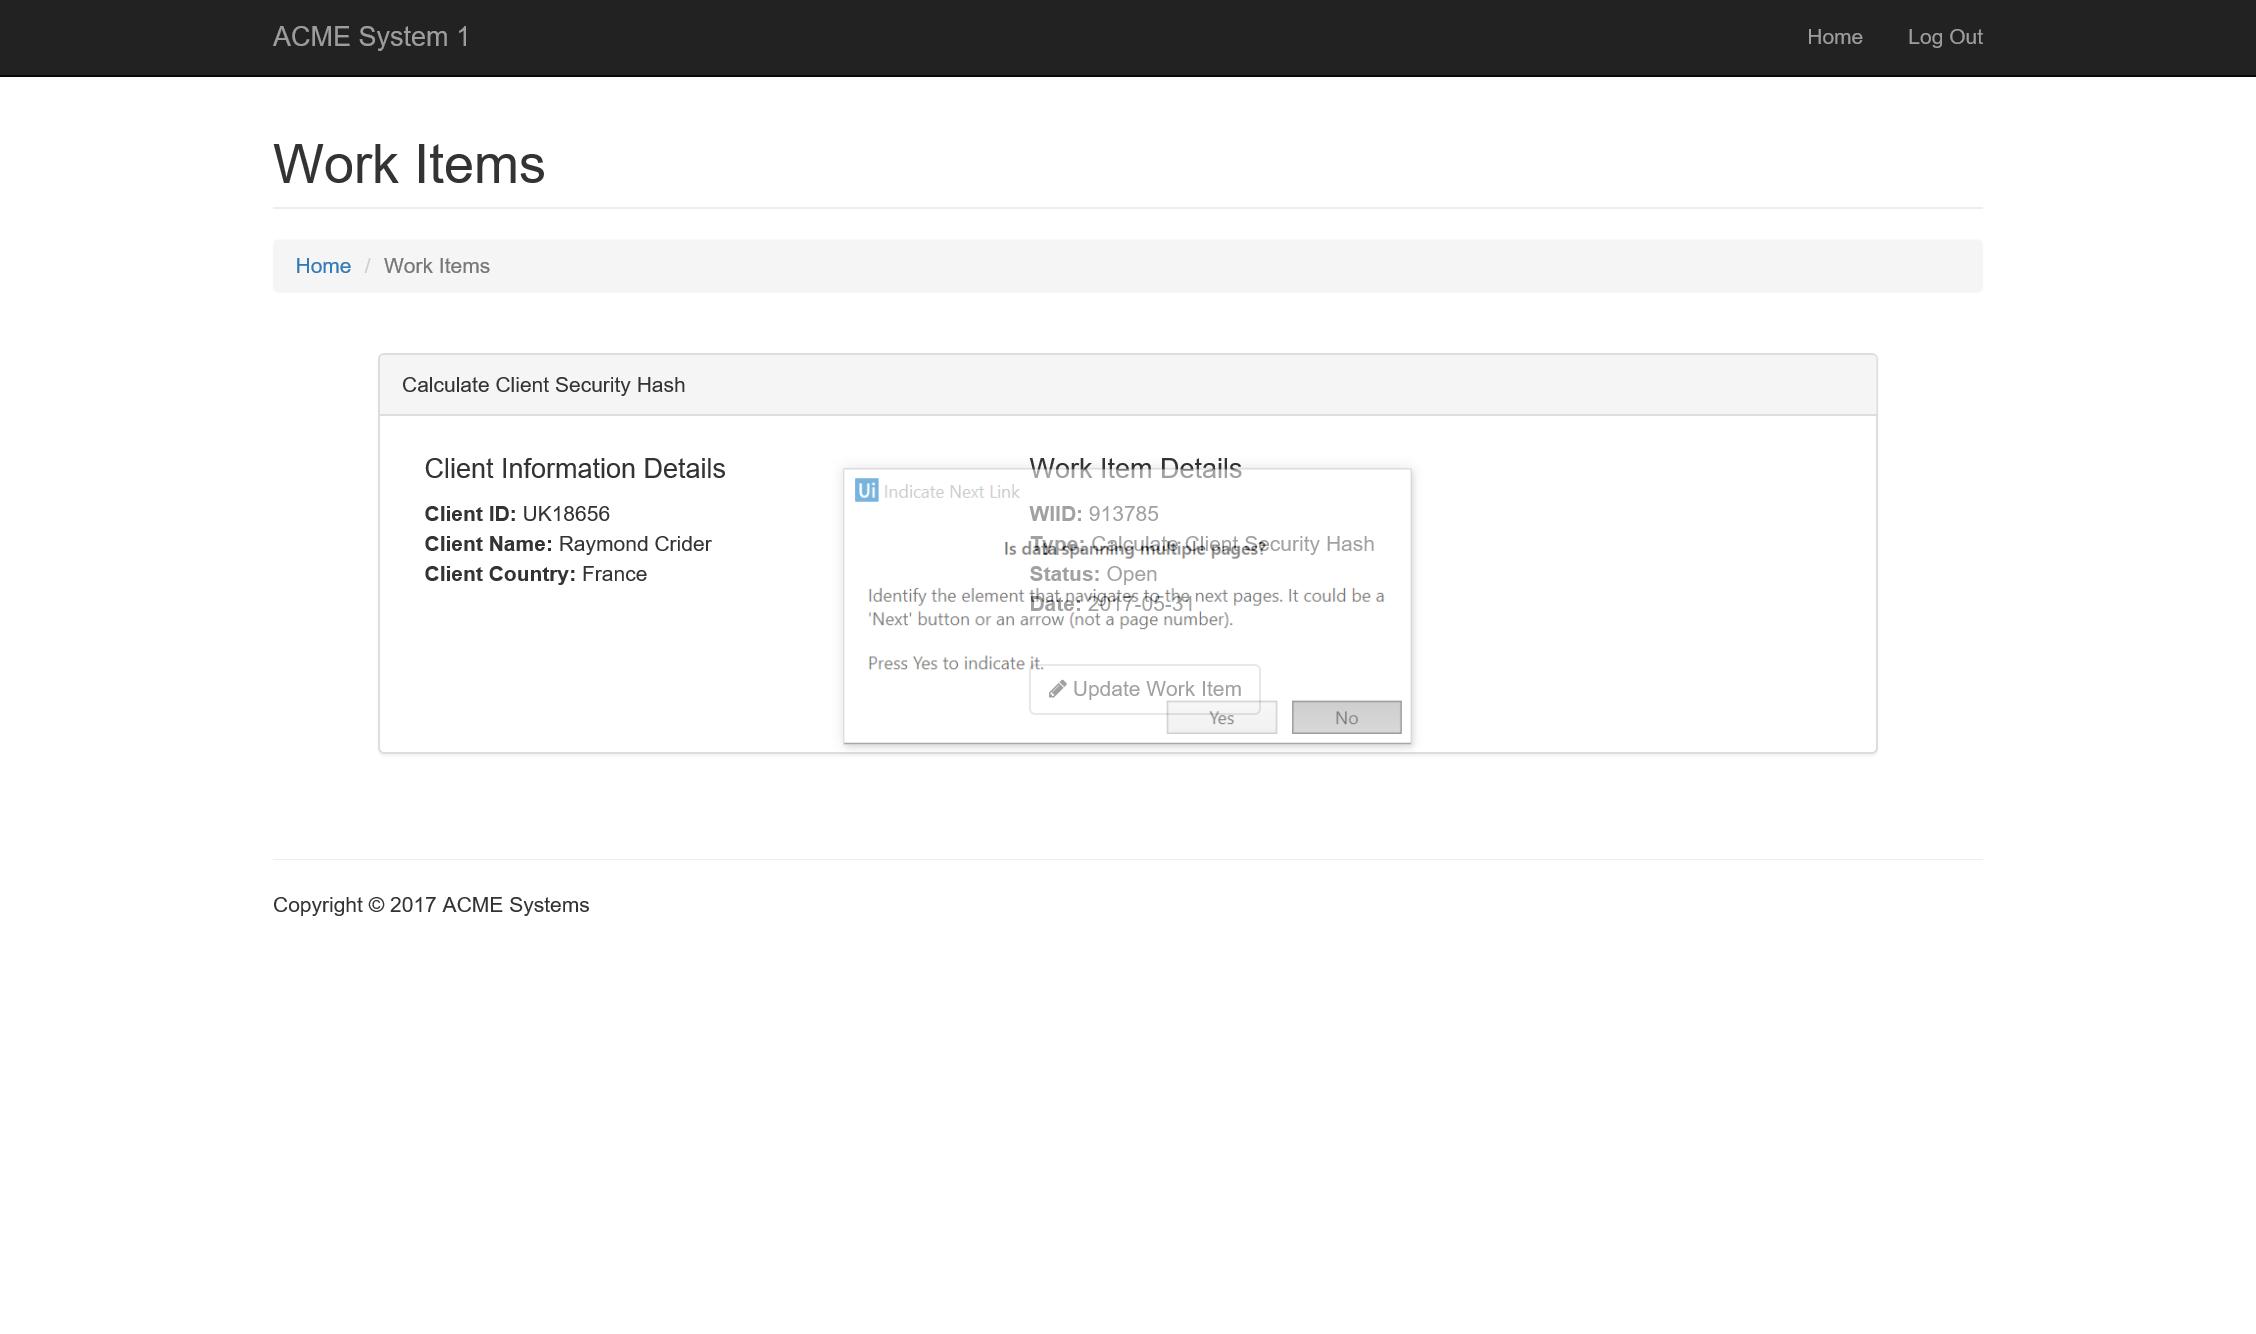 ACME System 1
Home
Log Out
Work Items
Home / Work Items
Calculate Client Security Hash
Client Information Details
Client ID: UK18656
Client Name: Raymond Crider
Client Country: France
Work Item Details
WIID: 913785
Type: Calculate Client Security Hash
Status: Open
Date: 2017-05-31
Update Work Item
Ui Indicate Next Link
Is data spanning multiple pages?
Identify the element that navigates to the next pages. It could be a
'Next' button or an arrow (not a page number).
Press Yes to indicate it.
Yes
No
Copyright © 2017 ACME Systems